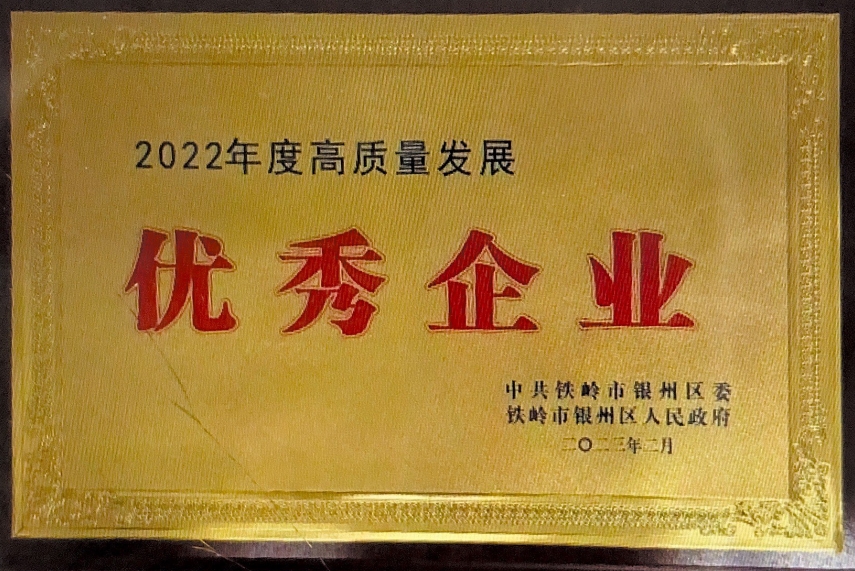 2022年度高质量发展
优秀企业
中共铁岭市银州区委
铁岭市银州区人民政府
二〇二三年二月